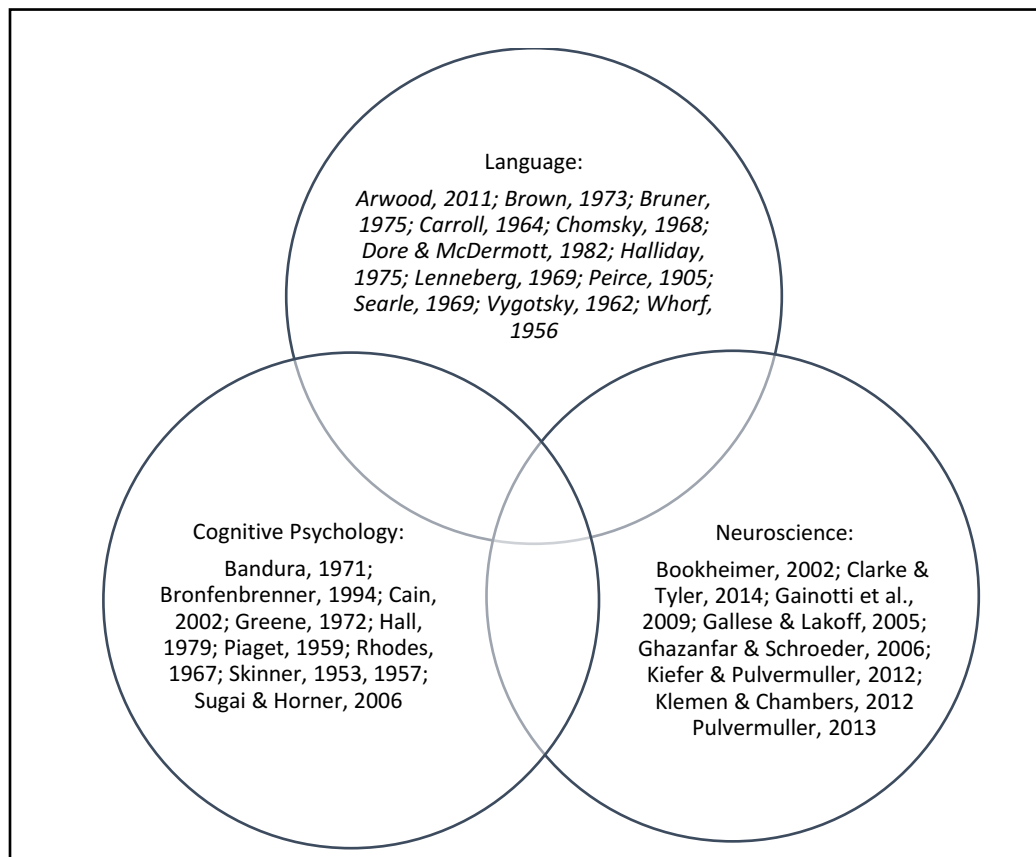 Language:
Arwood, 2011; Brown, 1973; Bruner,
1975; Carroll, 1964; Chomsky, 1968;
Dore & McDermott, 1982; Halliday,
1975; Lenneberg, 1969; Peirce, 1905;
Searle, 1969; Vygotsky, 1962; Whorf,
1956
Cognitive Psychology:
Bandura, 1971;
Bronfenbrenner, 1994; Cain,
2002; Greene, 1972; Hall,
1979; Piaget, 1959; Rhodes,
1967; Skinner, 1953, 1957;
Sugai & Horner, 2006
Neuroscience:
Bookheimer, 2002; Clarke &
Tyler, 2014; Gainotti et al.,
2009; Gallese & Lakoff, 2005;
Ghazanfar & Schroeder, 2006;
Kiefer & Pulvermuller, 2012;
Klemen & Chambers, 2012
Pulvermuller, 2013